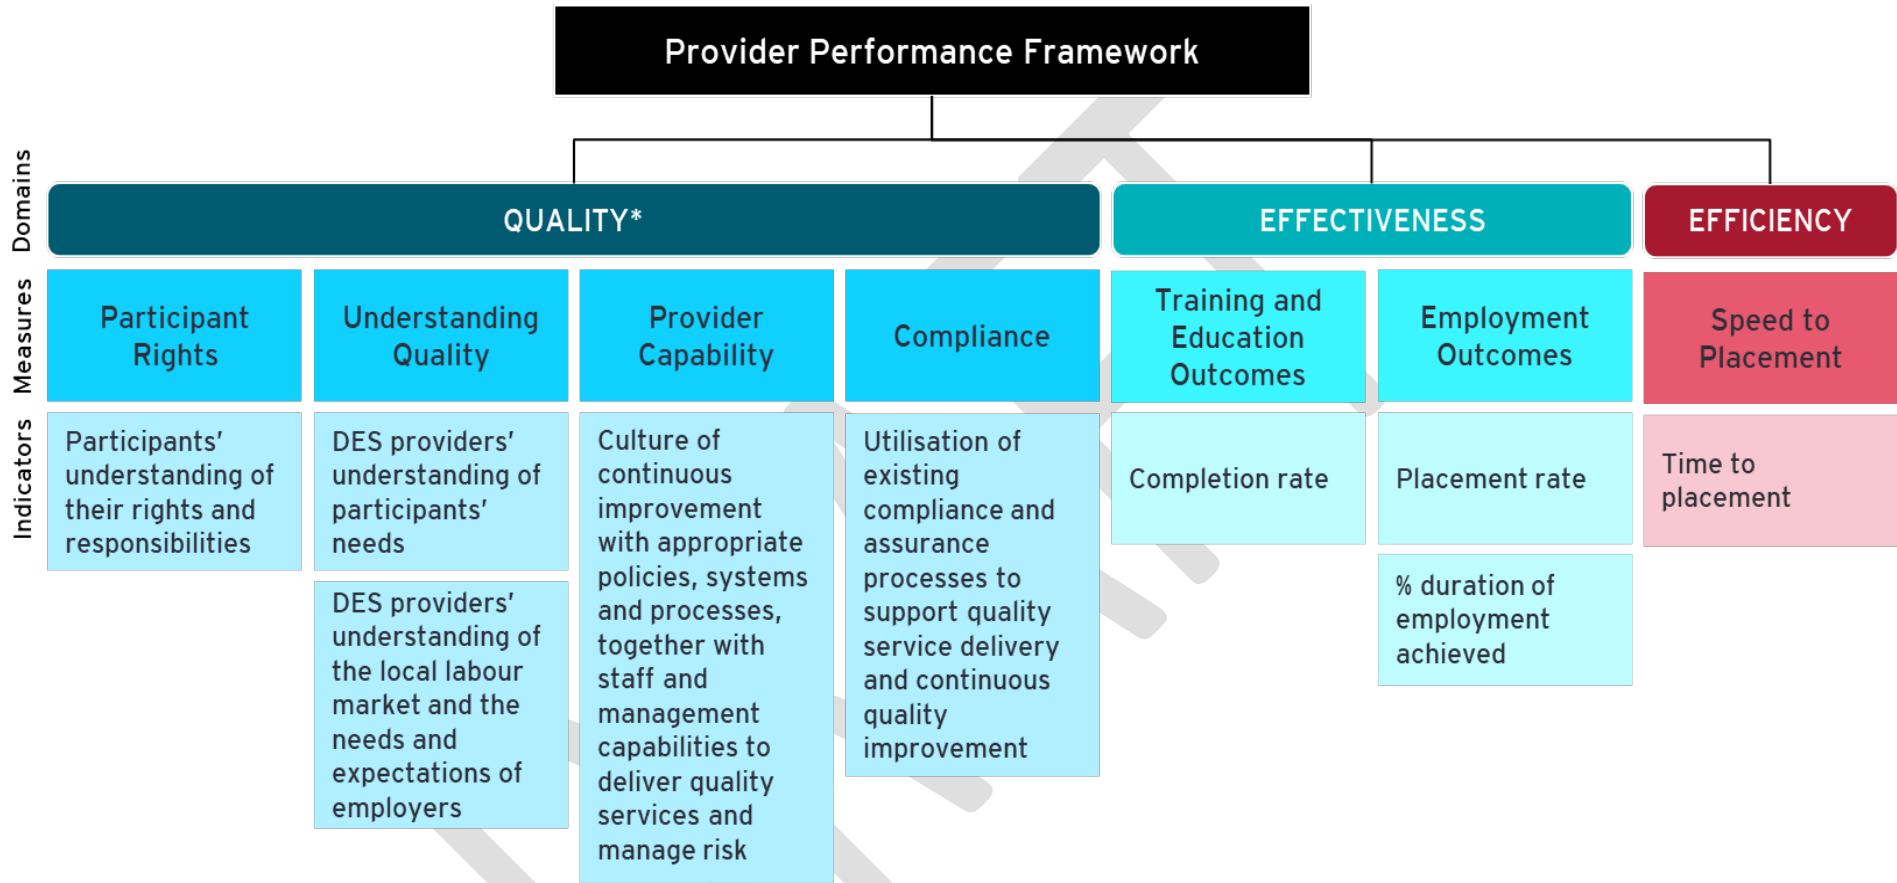 Provider Performance Framework
Domains
QUALITY*
EFFECTIVENESS
EFFICIENCY
Measures
Participant
Rights
Understanding
Quality
Provider
Capability
Compliance
Training and
Education
Outcomes
Employment
Outcomes
Speed to
Placement
Indicators
Participants’
understanding of
their rights and
responsibilities
DES providers’
understanding of
participants’
needs
DES providers’
understanding of
the local labour
market and the
needs and
expectations of
employers
Culture of
continuous
improvement
with appropriate
policies, systems
and processes,
together with
staff and
management
capabilities to
deliver quality
services and
manage risk
Utilisation of
existing
compliance and
assurance
processes to
support quality
service delivery
and continuous
quality
improvement
Completion rate
Placement rate
% duration of
employment
achieved
Time to
placement